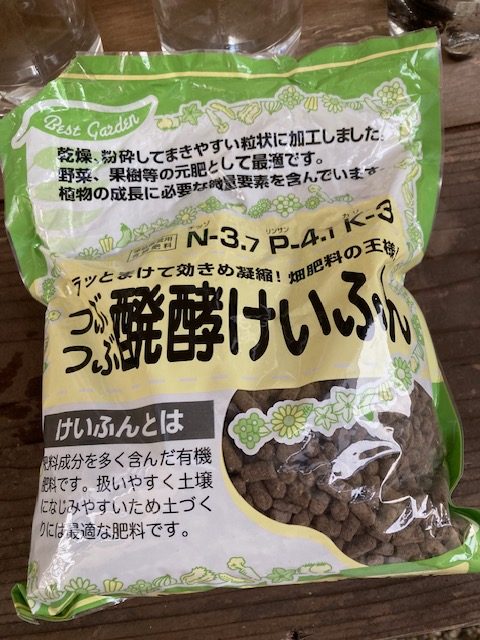 Best Garden
乾燥、粉砕してまきやすい粒状に加工しました。
野菜、果樹等の元肥として最適です。
植物の成長に必要な微量要素を含んでいます
チッソ リンサン カリ
N-3.7 P-4.1 K-3
ラッとまけて効きめ凝縮! 畑肥料の王様
つぶつぶ醗酵けいふん
けいふんとは
肥料成分を多く含んだ有機
肥料です。扱いやすく土壌
になじみやすいため土づく
りには最適な肥料です。